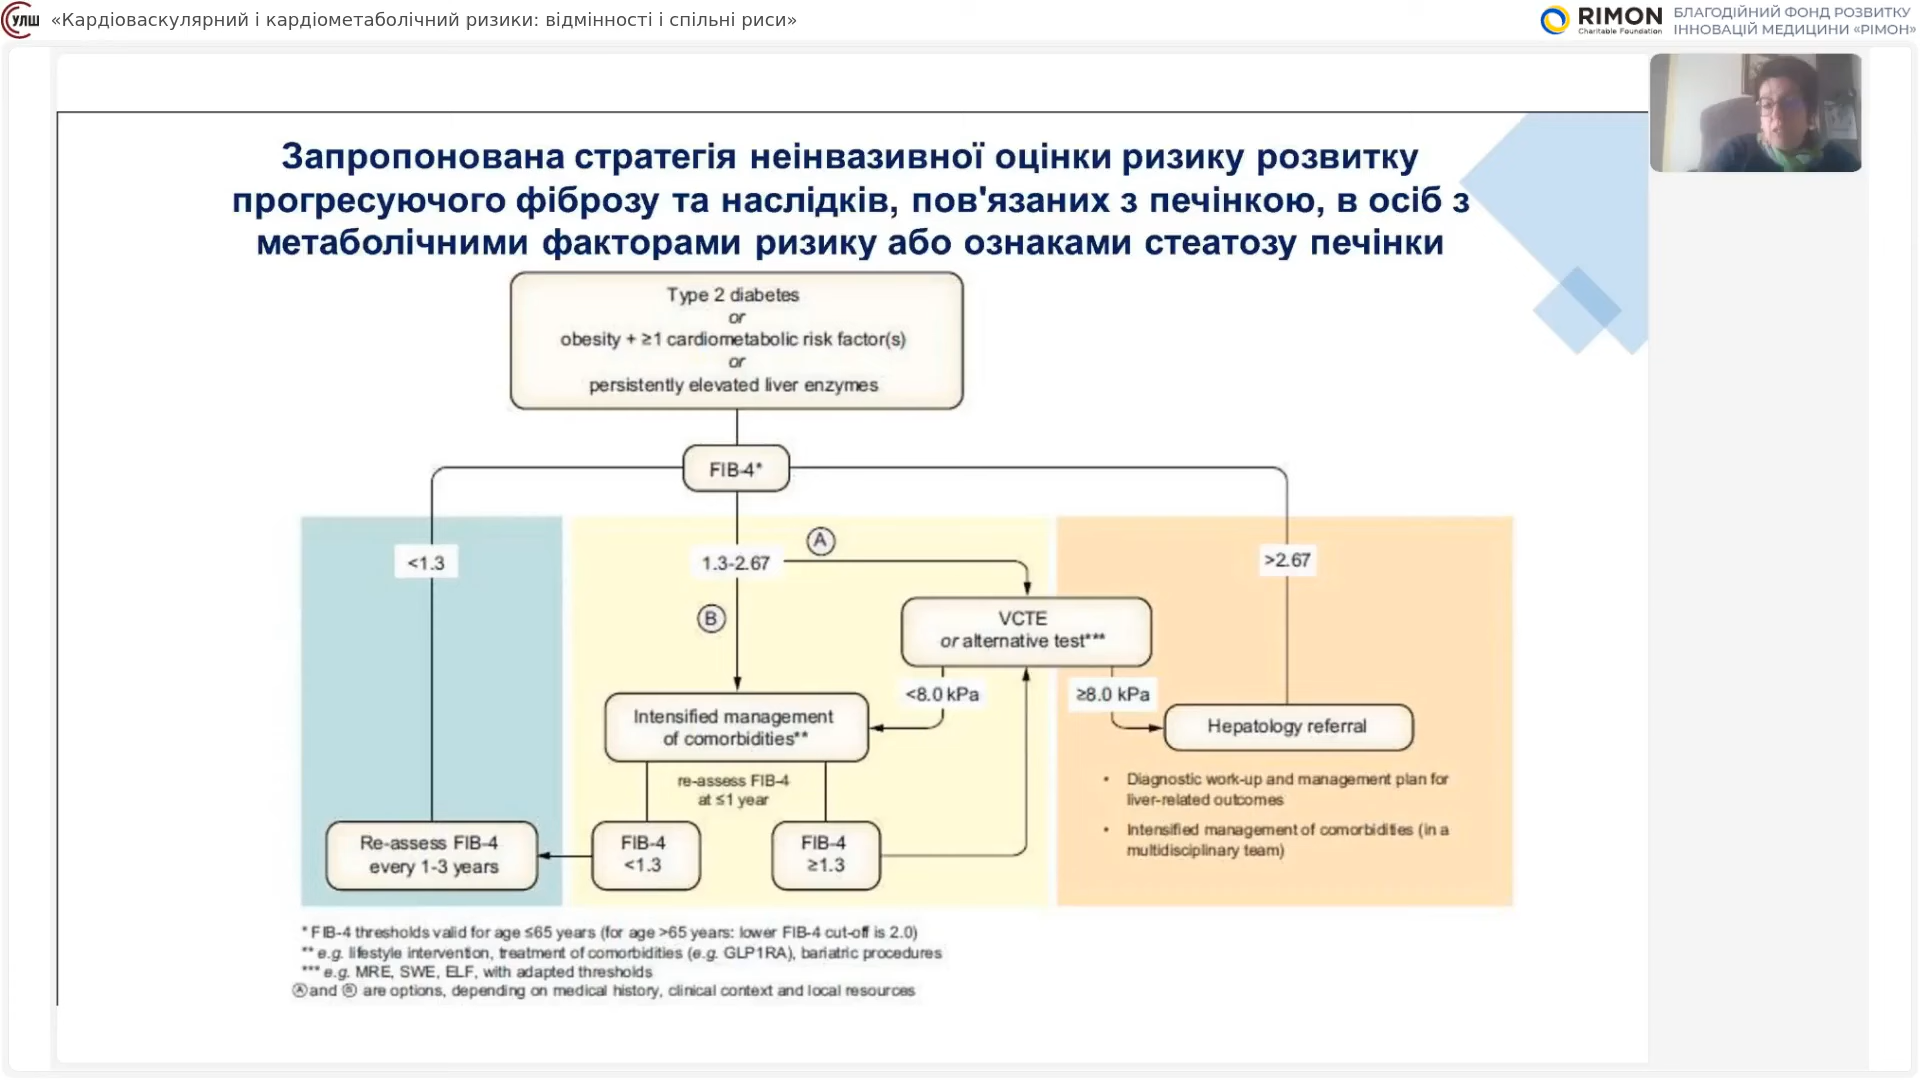 УЛШ
«Кардіоваскулярний і кардіометаболічний ризики: відмінності і спільні риси»
RIMON
Charitable Foundation
БЛАГОДІЙНИЙ ФОНД РОЗВИТКУ
ІННОВАЦІЙ МЕДИЦИНИ «РІМОН»
Запропонована стратегія неінвазивної оцінки ризику розвитку
прогресуючого фіброзу та наслідків, пов'язаних з печінкою, в осіб з
метаболічними факторами ризику або ознаками стеатозу печінки
Type 2 diabetes
or
obesity + ≥1 cardiometabolic risk factor(s)
or
persistently elevated liver enzymes
FIB-4*
<1.3
1.3-2.67
A
>2.67
B
VCTE
or alternative test***
<8.0 kPa
≥8.0 kPa
Intensified management
of comorbidities**
Hepatology referral
re-assess FIB-4
at ≤1 year
• Diagnostic work-up and management plan for
liver-related outcomes
• Intensified management of comorbidities (in a
multidisciplinary team)
Re-assess FIB-4
every 1-3 years
FIB-4
<1.3
FIB-4
≥1.3
* FIB-4 thresholds valid for age ≤65 years (for age >65 years: lower FIB-4 cut-off is 2.0)
** e.g. lifestyle intervention, treatment of comorbidities (e.g. GLP1RA), bariatric procedures
*** e.g. MRE, SWE, ELF, with adapted thresholds
Ⓐ and Ⓑ are options, depending on medical history, clinical context and local resources